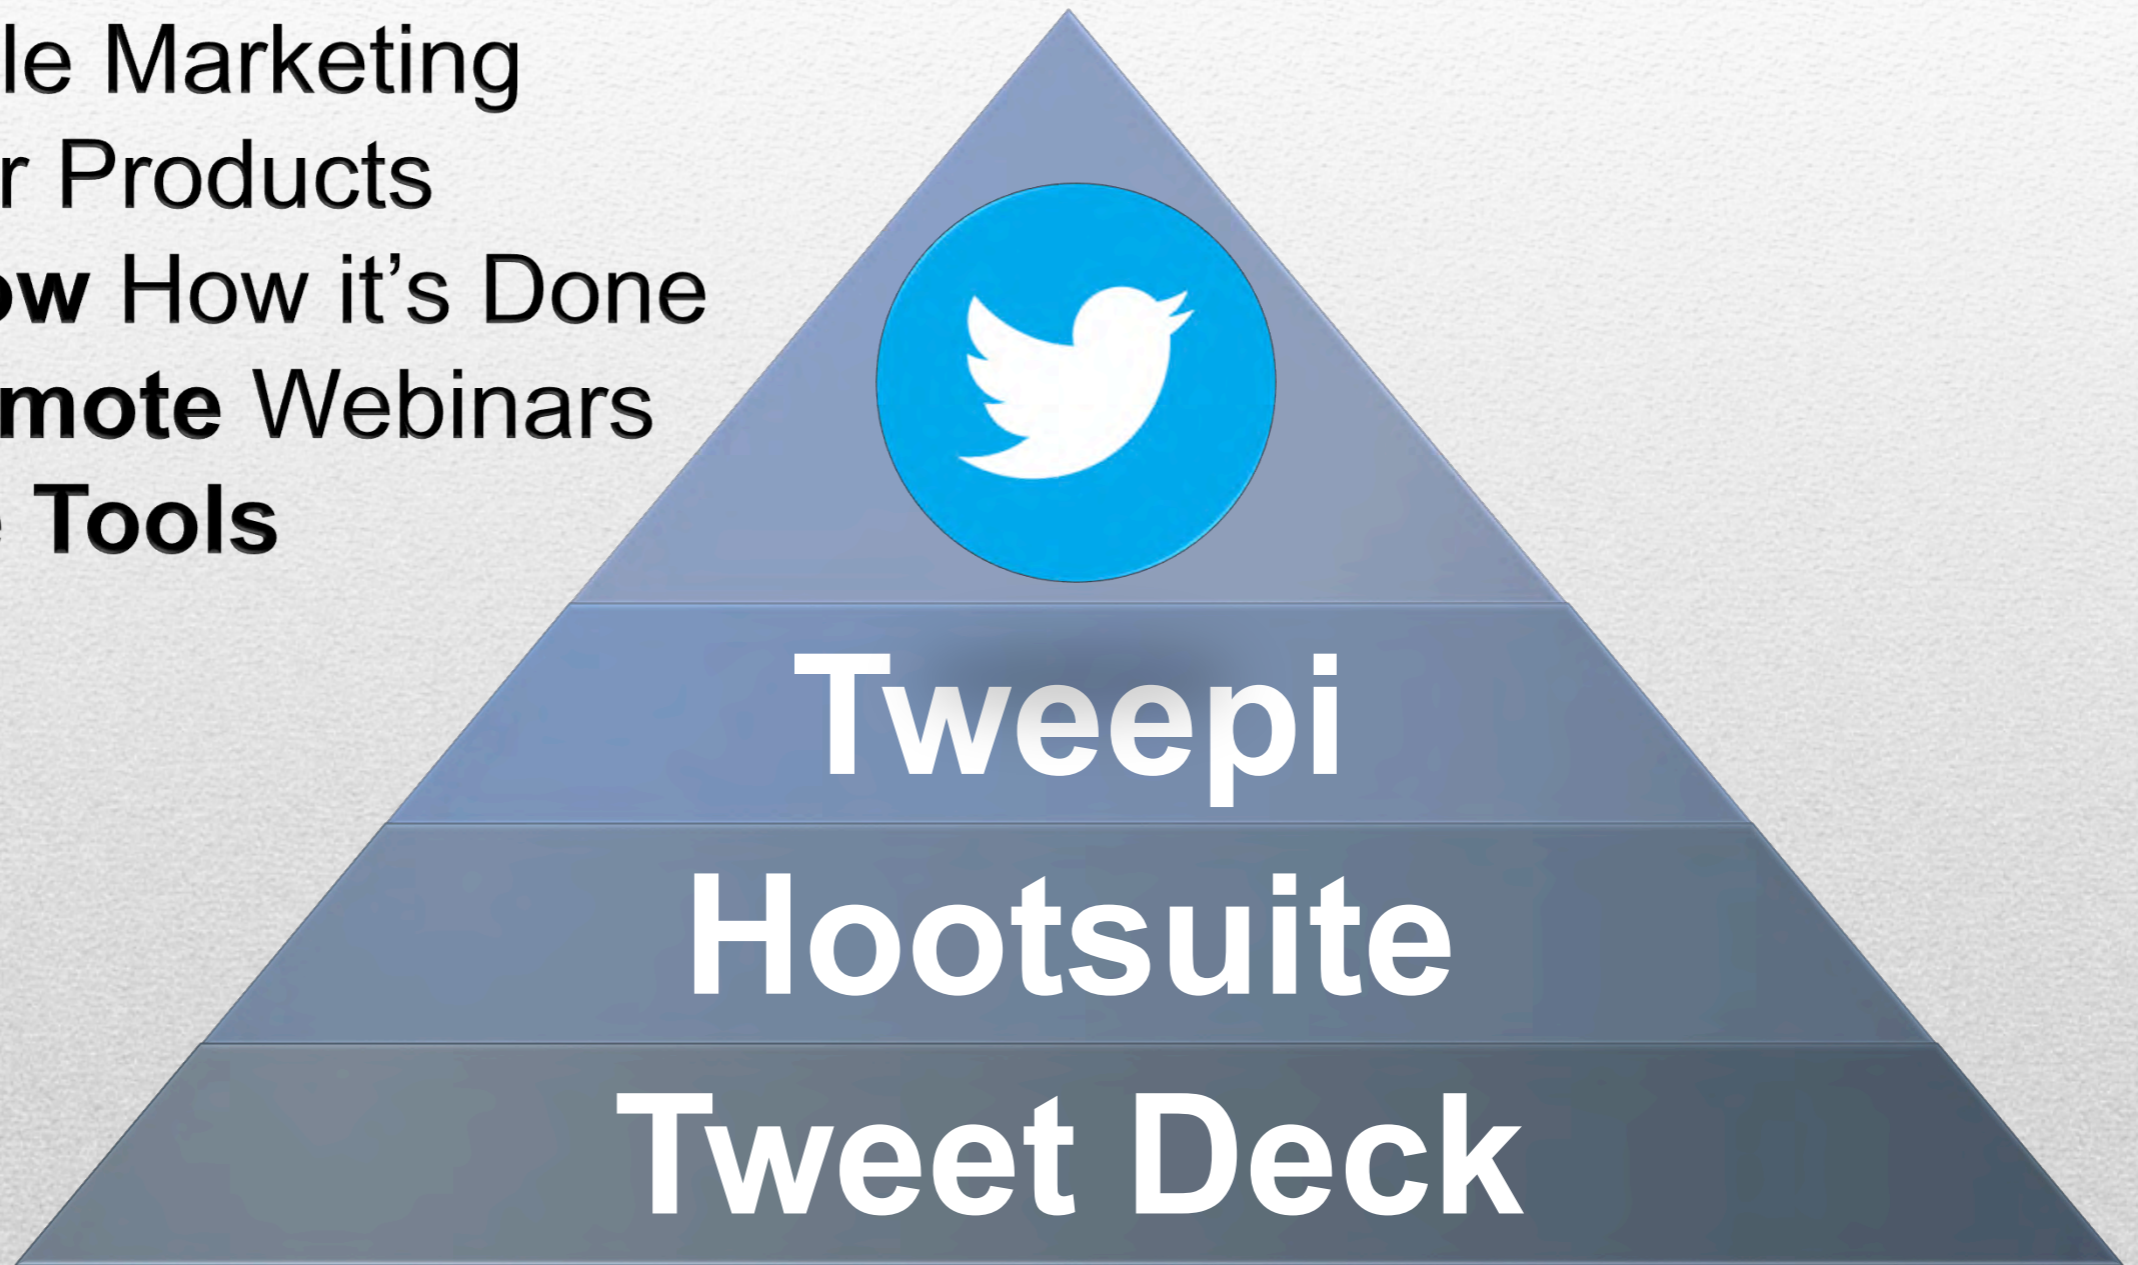 le Marketing
r Products
ow How it’s Done
mote Webinars
e Tools
Tweepi
Hootsuite
Tweet Deck